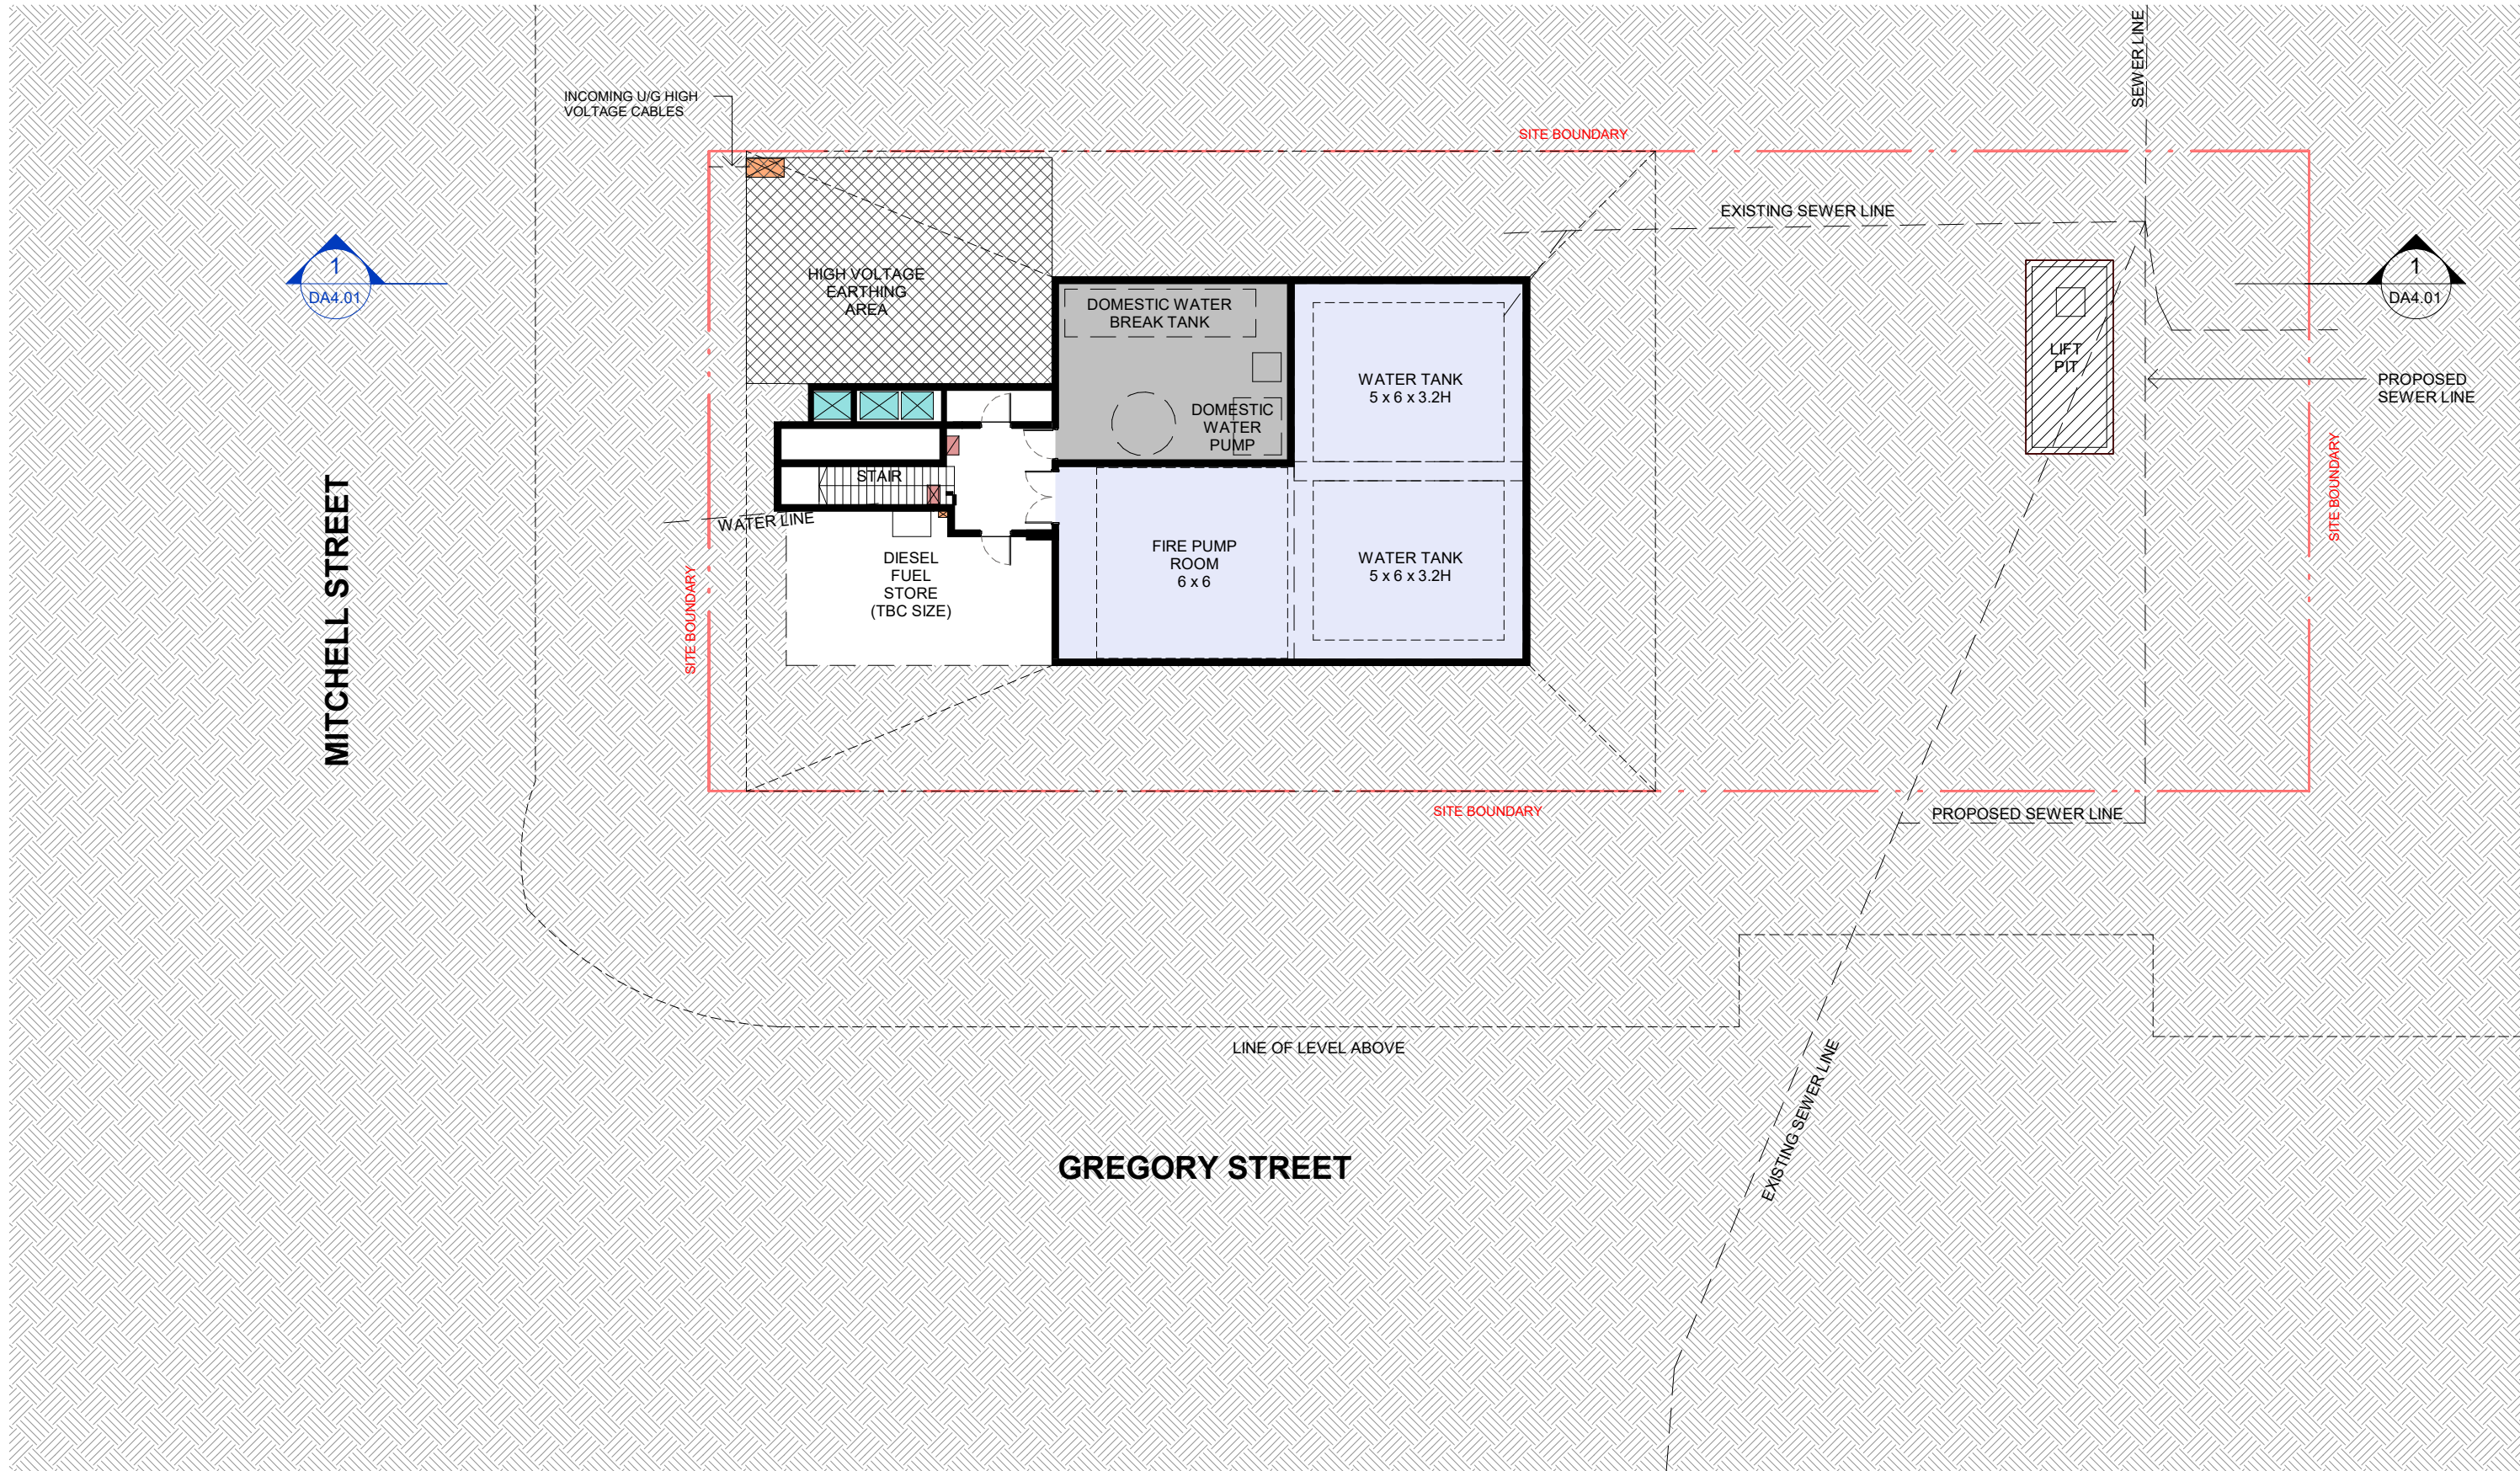 SEWER LINE
INCOMING U/G HIGH
VOLTAGE CABLES
SITE BOUNDARY
EXISTING SEWER LINE
1
DA4.01
HIGH VOLTAGE
EARTHING
AREA
DOMESTIC WATER
BREAK TANK
1
DA4.01
LIFT
PIT
WATER TANK
5 x 6 x 3.2H
PROPOSED
SEWER LINE
DOMESTIC
WATER
PUMP
STAIR
WATER LINE
MITCHELL STREET
SITE BOUNDARY
SITE BOUNDARY
DIESEL
FUEL
STORE
(TBC SIZE)
FIRE PUMP
ROOM
6 x 6
WATER TANK
5 x 6 x 3.2H
SITE BOUNDARY
PROPOSED SEWER LINE
LINE OF LEVEL ABOVE
EXISTING SEWER LINE
GREGORY STREET